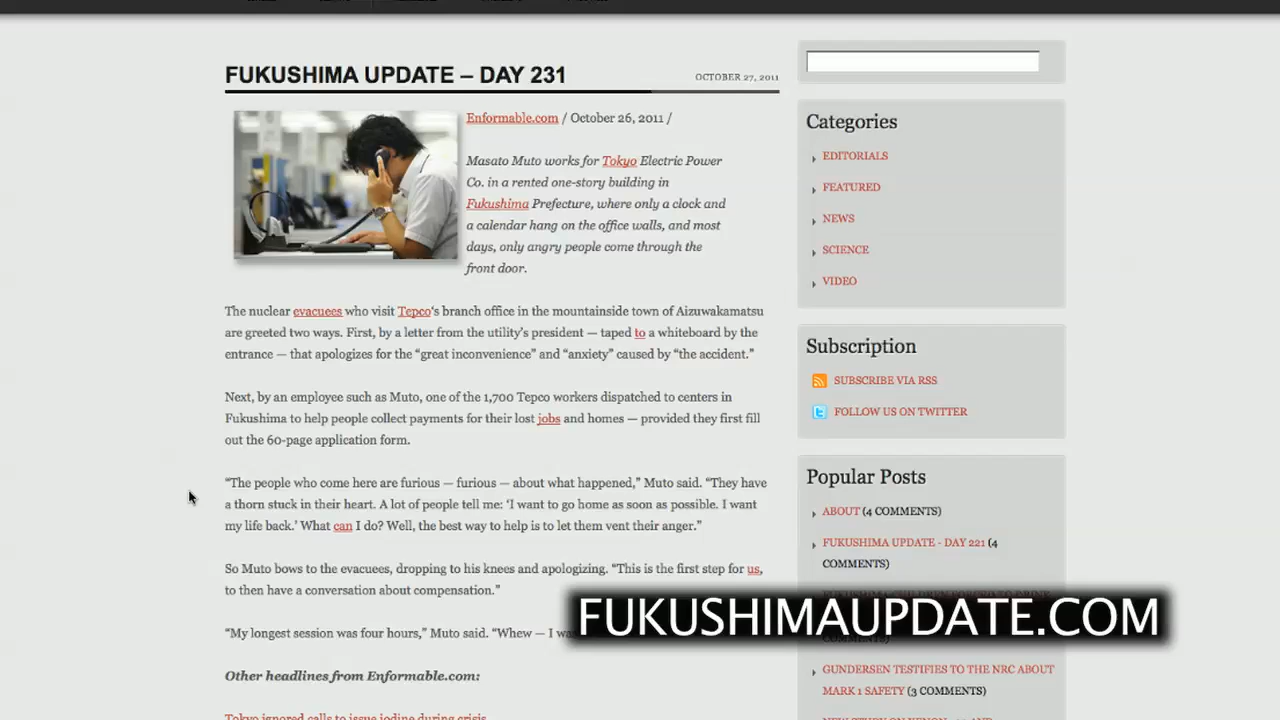 FUKUSHIMA UPDATE – DAY 231
OCTOBER 27, 2011
Enformable.com / October 26, 2011 /
Masato Muto works for Tokyo Electric Power
Co. in a rented one-story building in
Fukushima Prefecture, where only a clock and
a calendar hang on the office walls, and most
days, only angry people come through the
front door.
The nuclear evacuees who visit Tepco‘s branch office in the mountainside town of Aizuwakamatsu
are greeted two ways. First, by a letter from the utility’s president — taped to a whiteboard by the
entrance — that apologizes for the “great inconvenience” and “anxiety” caused by “the accident.”
Next, by an employee such as Muto, one of the 1,700 Tepco workers dispatched to centers in
Fukushima to help people collect payments for their lost jobs and homes — provided they first fill
out the 60-page application form.
“The people who come here are furious — furious — about what happened,” Muto said. “They have
a thorn stuck in their heart. A lot of people tell me: ‘I want to go home as soon as possible. I want
my life back.’ What can I do? Well, the best way to help is to let them vent their anger.”
So Muto bows to the evacuees, dropping to his knees and apologizing. “This is the first step for us,
to then have a conversation about compensation.”
“My longest session was four hours,” Muto said. “Whew — I
Other headlines from Enformable.com:
Tokyo ignored calls to issue iodine during crisis
Categories
EDITORIALS
FEATURED
NEWS
SCIENCE
VIDEO
Subscription
SUBSCRIBE VIA RSS
FOLLOW US ON TWITTER
Popular Posts
ABOUT (4 COMMENTS)
FUKUSHIMA UPDATE - DAY 221 (4
COMMENTS)
FUKUSHIMAUPDATE.COM
COMMENTS)
GUNDERSEN TESTIFIES TO THE NRC ABOUT
MARK 1 SAFETY (3 COMMENTS)